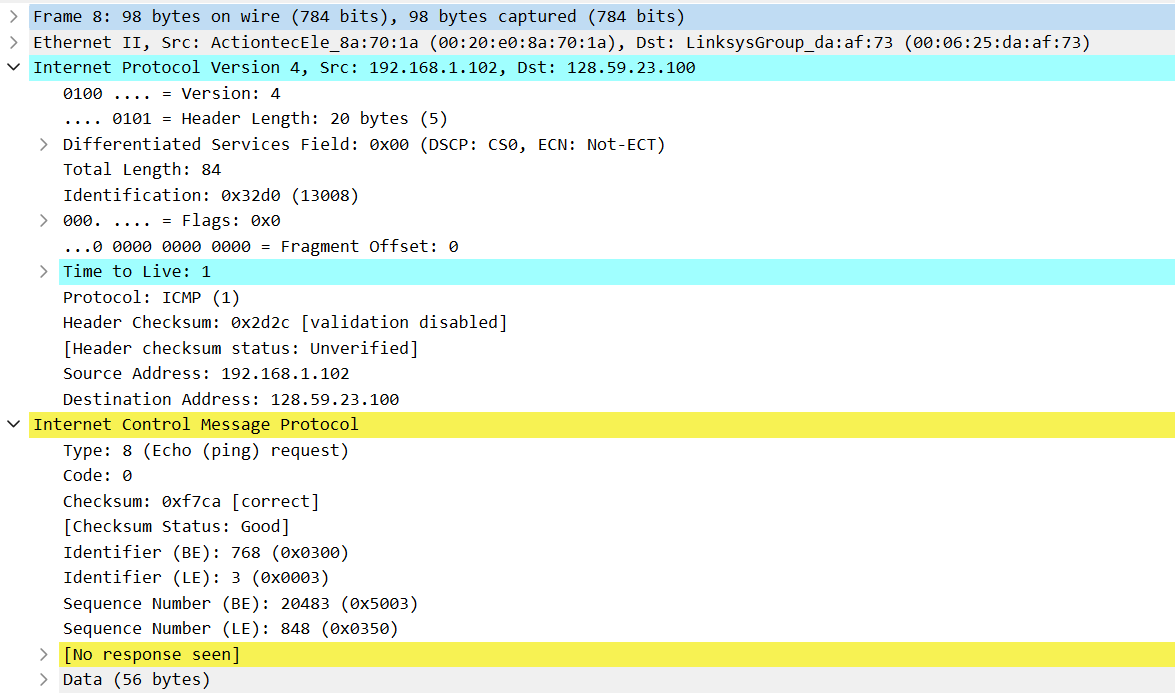 Frame 8: 98 bytes on wire (784 bits), 98 bytes captured (784 bits)
Ethernet II, Src: ActiontecEle_8a:70:1a (00:20:e0:8a:70:1a), Dst: LinksysGroup_da:af:73 (00:06:25:da:af:73)
Internet Protocol Version 4, Src: 192.168.1.102, Dst: 128.59.23.100
0100 .... = Version: 4
.... 0101 = Header Length: 20 bytes (5)
Differentiated Services Field: 0x00 (DSCP: CS0, ECN: Not-ECT)
Total Length: 84
Identification: 0x32d0 (13008)
000. .... = Flags: 0x0
...0 0000 0000 0000 = Fragment Offset: 0
Time to Live: 1
Protocol: ICMP (1)
Header Checksum: 0x2d2c [validation disabled]
[Header checksum status: Unverified]
Source Address: 192.168.1.102
Destination Address: 128.59.23.100
Internet Control Message Protocol
Type: 8 (Echo (ping) request)
Code: 0
Checksum: 0xf7ca [correct]
[Checksum Status: Good]
Identifier (BE): 768 (0x0300)
Identifier (LE): 3 (0x0003)
Sequence Number (BE): 20483 (0x5003)
Sequence Number (LE): 848 (0x0350)
[No response seen]
Data (56 bytes)